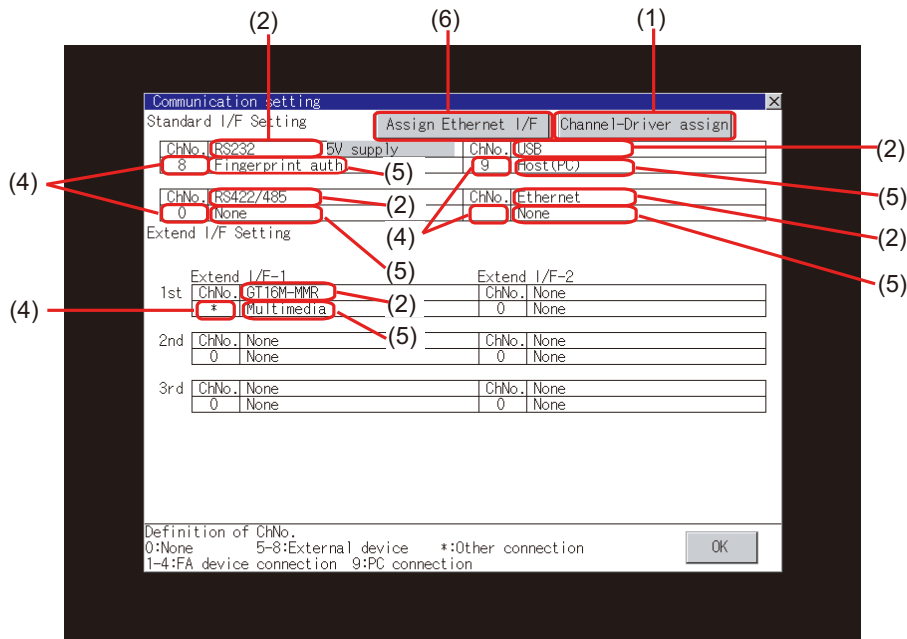 (2)
(6)
(1)
Communication setting
Standard I/F Setting
Assign Ethernet I/F
Channel-Driver assign
ChNo. RS232 5V supply
8 Fingerprint auth
ChNo. USB
9 Host(PC)
(2)
(4)
(5)
(5)
ChNo. RS422/485
0 None
ChNo. Ethernet
None
(2)
(4)
(2)
Extend I/F Setting
(5)
(5)
Extend I/F-1
Extend I/F-2
1st
ChNo. GT16M-MMR
* Multimedia
ChNo. None
0 None
(4)
(2)
(5)
2nd
ChNo. None
0 None
ChNo. None
0 None
3rd
ChNo. None
0 None
ChNo. None
0 None
Definition of ChNo.
0:None 5-8:External device *:Other connection
1-4:FA device connection 9:PC connection
OK